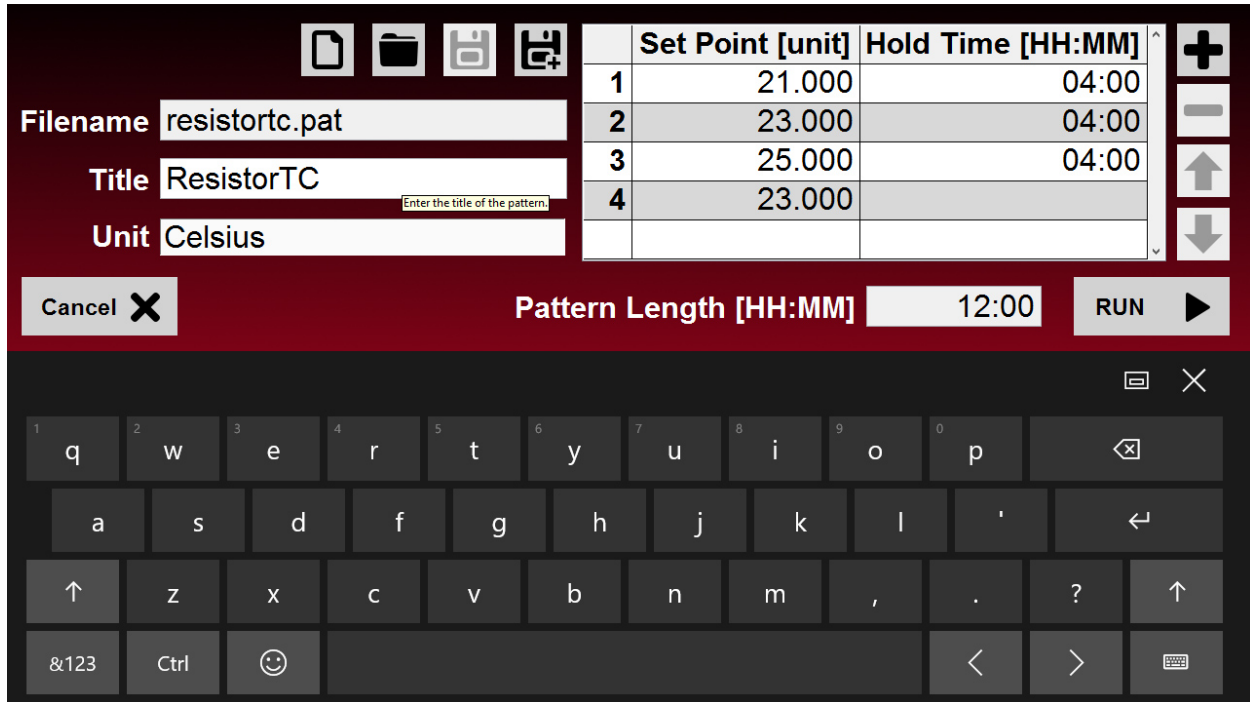 Set Point [unit] Hold Time [HH:MM]
1 21.000 04:00
2 23.000 04:00
3 25.000 04:00
4 23.000
Filename resistortc.pat
Title ResistorTC
Enter the title of the pattern.
Unit Celsius
Cancel
Pattern Length [HH:MM] 12:00
RUN
1 2 3 4 5 6 7 8 9 0
q w e r t y u i o p
a s d f g h j k l '
z x c v b n m , . ?
&123 Ctrl